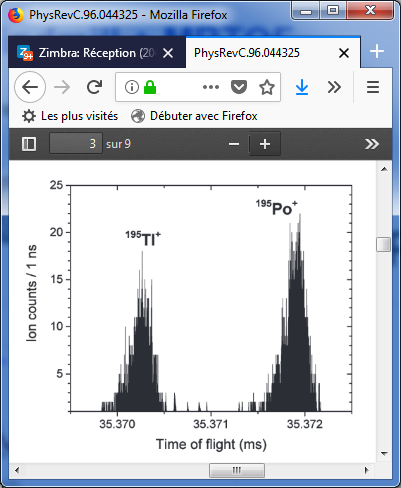 PhysRevC.96.044325 - Mozilla Firefox
Zimbra: Réception (20
PhysRevC.96.044325
Les plus visités
Débuter avec Firefox
3 sur 9
25
20
15
10
5
Ion counts / 1 ns
¹⁹⁵Tl⁺
¹⁹⁵Po⁺
35.370 35.371 35.372
Time of flight (ms)